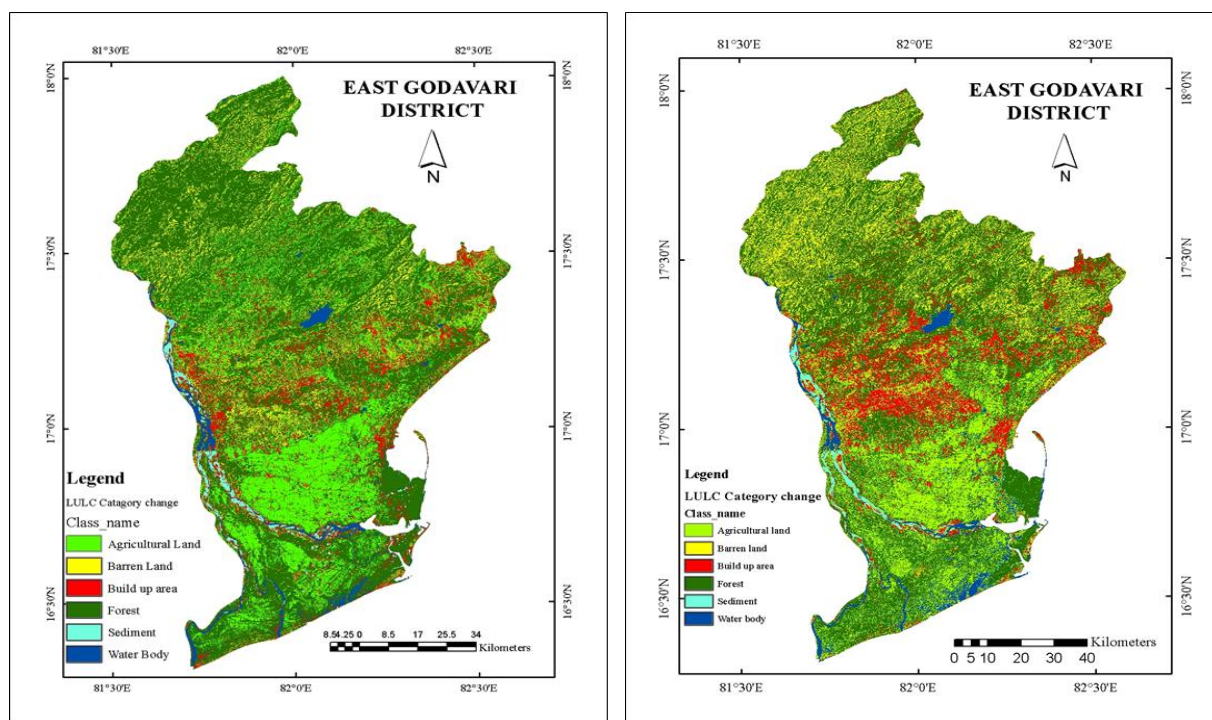 81°30'E 82°0'E 82°30'E
18°0'N
18°0'N
EAST GODAVARI
DISTRICT
N
17°30'N
17°30'N
17°0'N
17°0'N
Legend
LULC Catagory change
Class_name
Agricultural Land
Barren Land
Build up area
Forest
Sediment
Water Body
16°30'N
16°30'N
8.54.25 0 8.5 17 25.5 34
Kilometers
81°30'E 82°0'E 82°30'E
81°30'E 82°0'E 82°30'E
18°0'N
18°0'N
EAST GODAVARI
DISTRICT
N
17°30'N
17°30'N
17°0'N
17°0'N
Legend
LULC Category change
Class_name
Agricultural land
Barren land
Build up area
Forest
Sediment
Water body
16°30'N
16°30'N
Kilometers
0 5 10 20 30 40
81°30'E 82°0'E 82°30'E